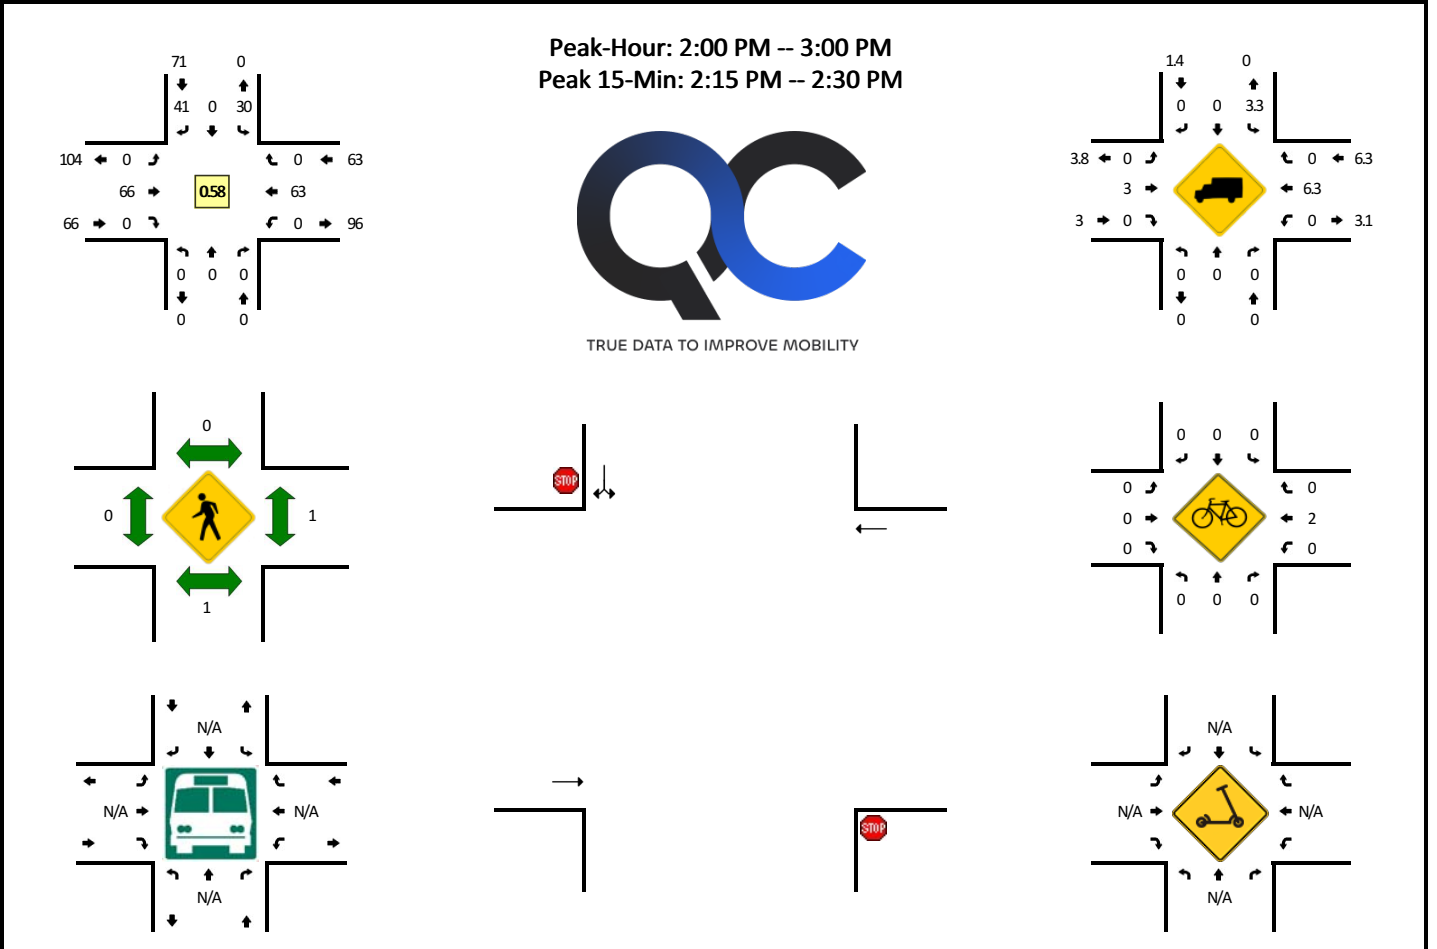 Peak-Hour: 2:00 PM -- 3:00 PM
Peak 15-Min: 2:15 PM -- 2:30 PM
71 0
41 0 30
104 0 0 63
66 0.58 63
66 0 0 96
0 0 0
0 0
1.4 0
0 0 3.3
3.8 0 0 6.3
3 6.3
3 0 0 3.1
0 0 0
0 0
QC
TRUE DATA TO IMPROVE MOBILITY
0
0 1
1
STOP
0 0 0
0 0
0 2
0 0
0 0 0
N/A
N/A N/A
N/A
STOP
N/A
N/A N/A
N/A